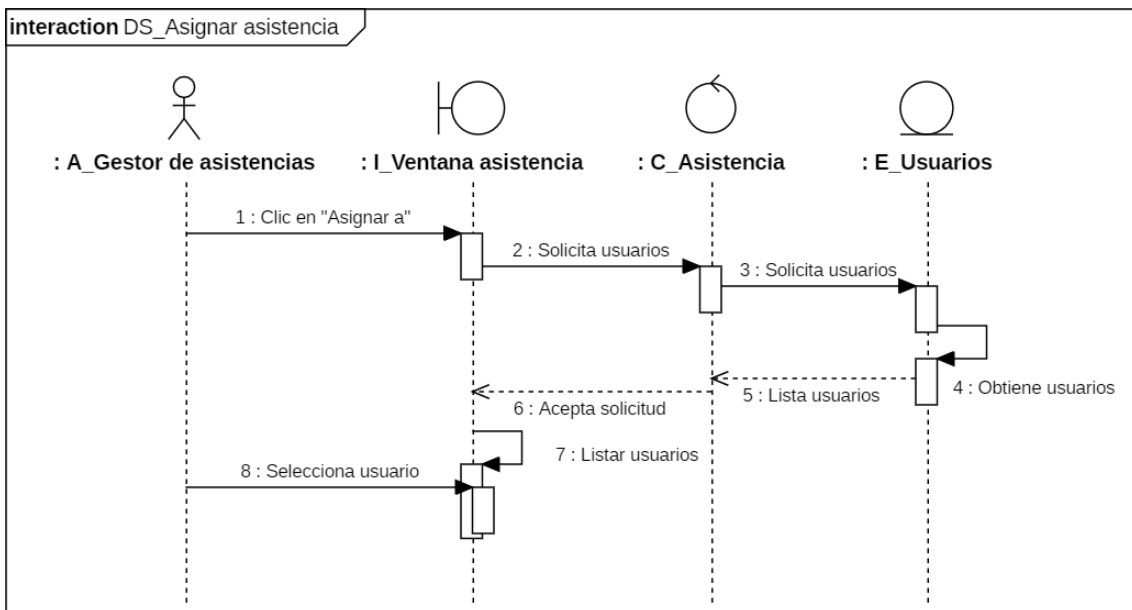 interaction DS_Asignar asistencia
: A_Gestor de asistencias
: I_Ventana asistencia
: C_Asistencia
: E_Usuarios
1 : Clic en "Asignar a"
2 : Solicita usuarios
3 : Solicita usuarios
4 : Obtiene usuarios
5 : Lista usuarios
6 : Acepta solicitud
7 : Listar usuarios
8 : Selecciona usuario